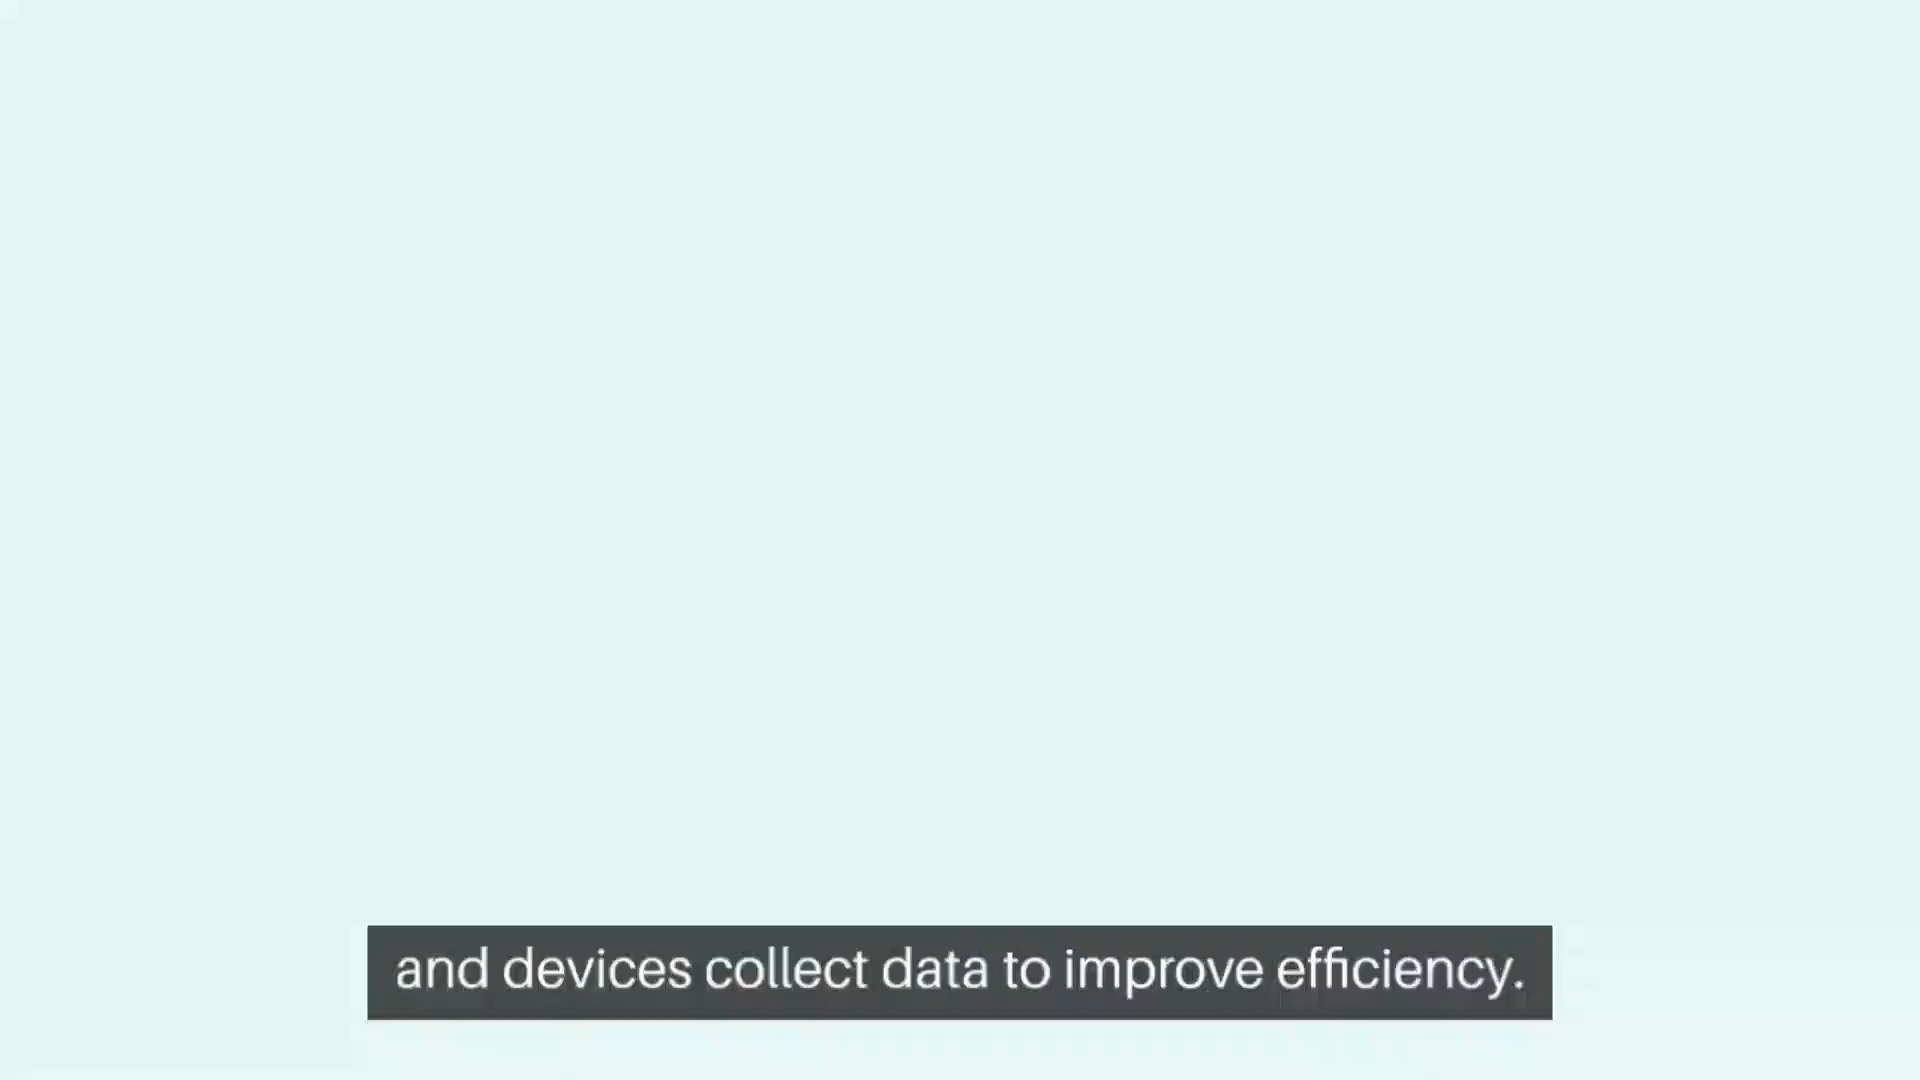 and devices collect data to improve efficiency.